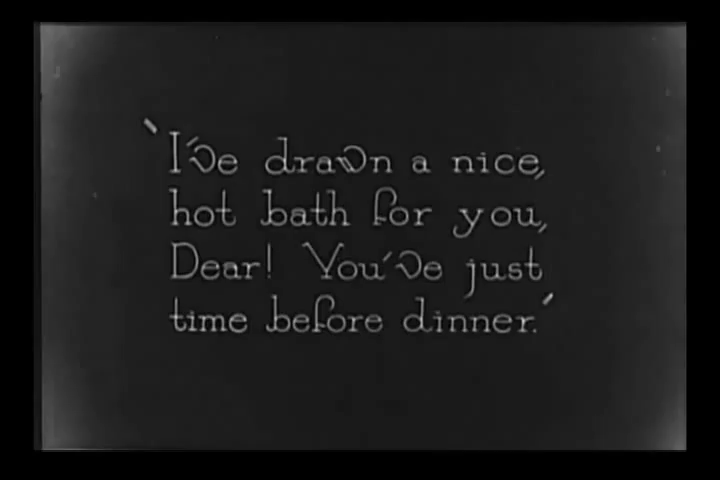 `I've drawn a nice,
hot bath for you,
Dear! You've just
time before dinner.'